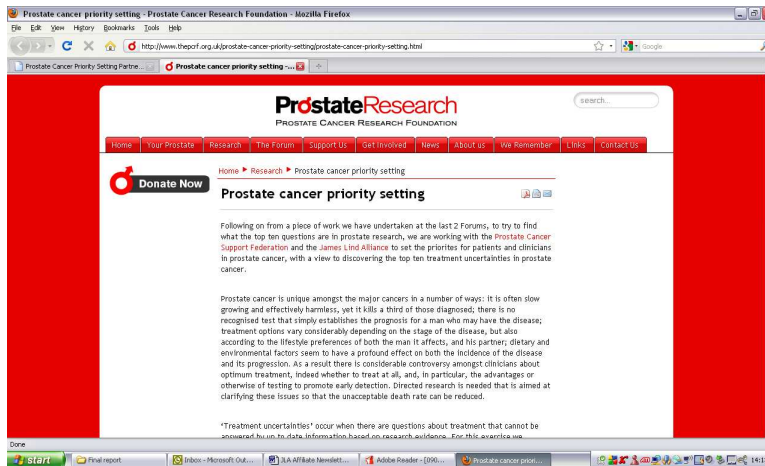 Prostate cancer priority setting - Prostate Cancer Research Foundation - Mozilla Firefox
File Edit View History Bookmarks Tools Help
http://www.thepcf.org.uk/prostate-cancer-priority-setting/prostate-cancer-priority-setting.html
Google
Prostate Cancer Priority Setting Partne...
Prostate cancer priority setting -...
ProstateResearch
PROSTATE CANCER RESEARCH FOUNDATION
search...
Home Your Prostate Research The Forum Support Us Get Involved News About us We Remember Links Contact Us
Donate Now
Home Research Prostate cancer priority setting
Prostate cancer priority setting
Following on from a piece of work we have undertaken at the last 2 Forums, to try to find
what the top ten questions are in prostate research, we are working with the Prostate Cancer
Support Federation and the James Lind Alliance to set the priorites for patients and clinicians
in prostate cancer, with a view to discovering the top ten treatment uncertainties in prostate
cancer.
Prostate cancer is unique amongst the major cancers in a number of ways: it is often slow
growing and effectively harmless, yet it kills a third of those diagnosed; there is no
recognised test that simply establishes the prognosis for a man who may have the disease;
treatment options vary considerably depending on the stage of the disease, but also
according to the lifestyle preferences of both the man it affects, and his partner; dietary and
environmental factors seem to have a profound effect on both the incidence of the disease
and its progression. As a result there is considerable controversy amongst clinicians about
optimum treatment, indeed whether to treat at all, and, in particular, the advantages or
otherwise of testing to promote early detection. Directed research is needed that is aimed at
clarifying these issues so that the unacceptable death rate can be reduced.
'Treatment uncertainties' occur when there are questions about treatment that cannot be
answered by up to date information based on research evidence. For this exercise we
Done
start
Final report
Inbox - Microsoft Out...
JLA Affiliate Newslett...
Adobe Reader - [090...
Prostate cancer priori...